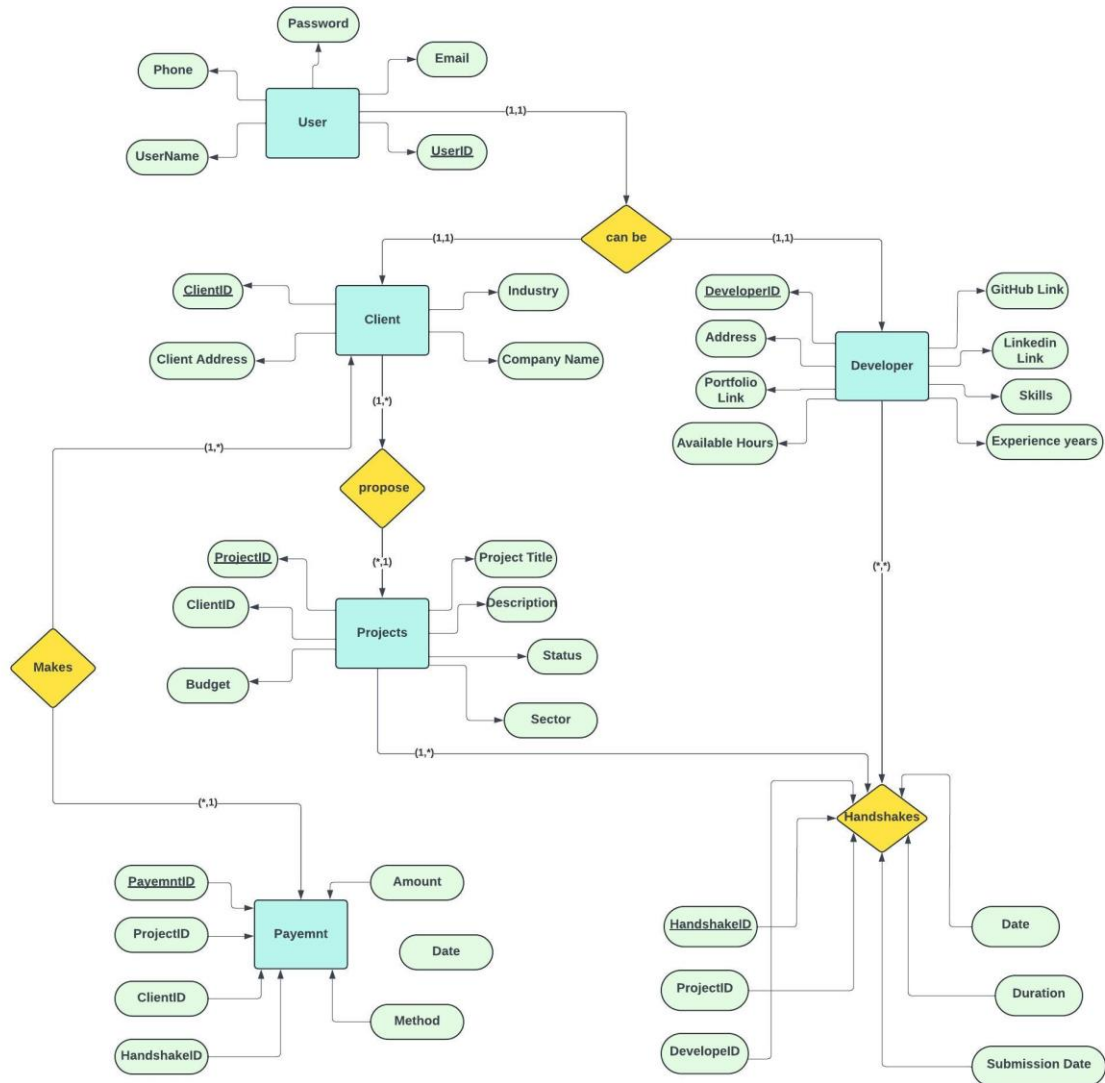 Password
Phone
Email
User
(1,1)
UserName
UserID
can be
(1,1)
(1,1)
ClientID
Industry
Client
Client Address
Company Name
DeveloperID
GitHub Link
Address
Linkedin
Link
Developer
Portfolio
Link
Skills
Available Hours
Experience years
(1,*)
(1,*)
propose
(*,1)
ProjectID
Project Title
ClientID
Description
Projects
Status
Budget
Sector
(*,*)
Makes
(1,*)
(*,1)
Handshakes
PayemntID
Amount
ProjectID
Payemnt
Date
ClientID
Method
HandshakeID
HandshakeID
Date
ProjectID
Duration
DevelopeID
Submission Date